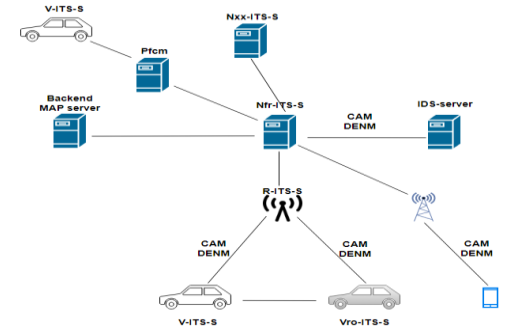 V-ITS-S
Nxx-ITS-S
Pfcm
Backend
MAP server
Nfr-ITS-S
IDS-server
CAM
DENM
R-ITS-S
CAM
DENM
CAM
DENM
CAM
DENM
V-ITS-S
Vro-ITS-S